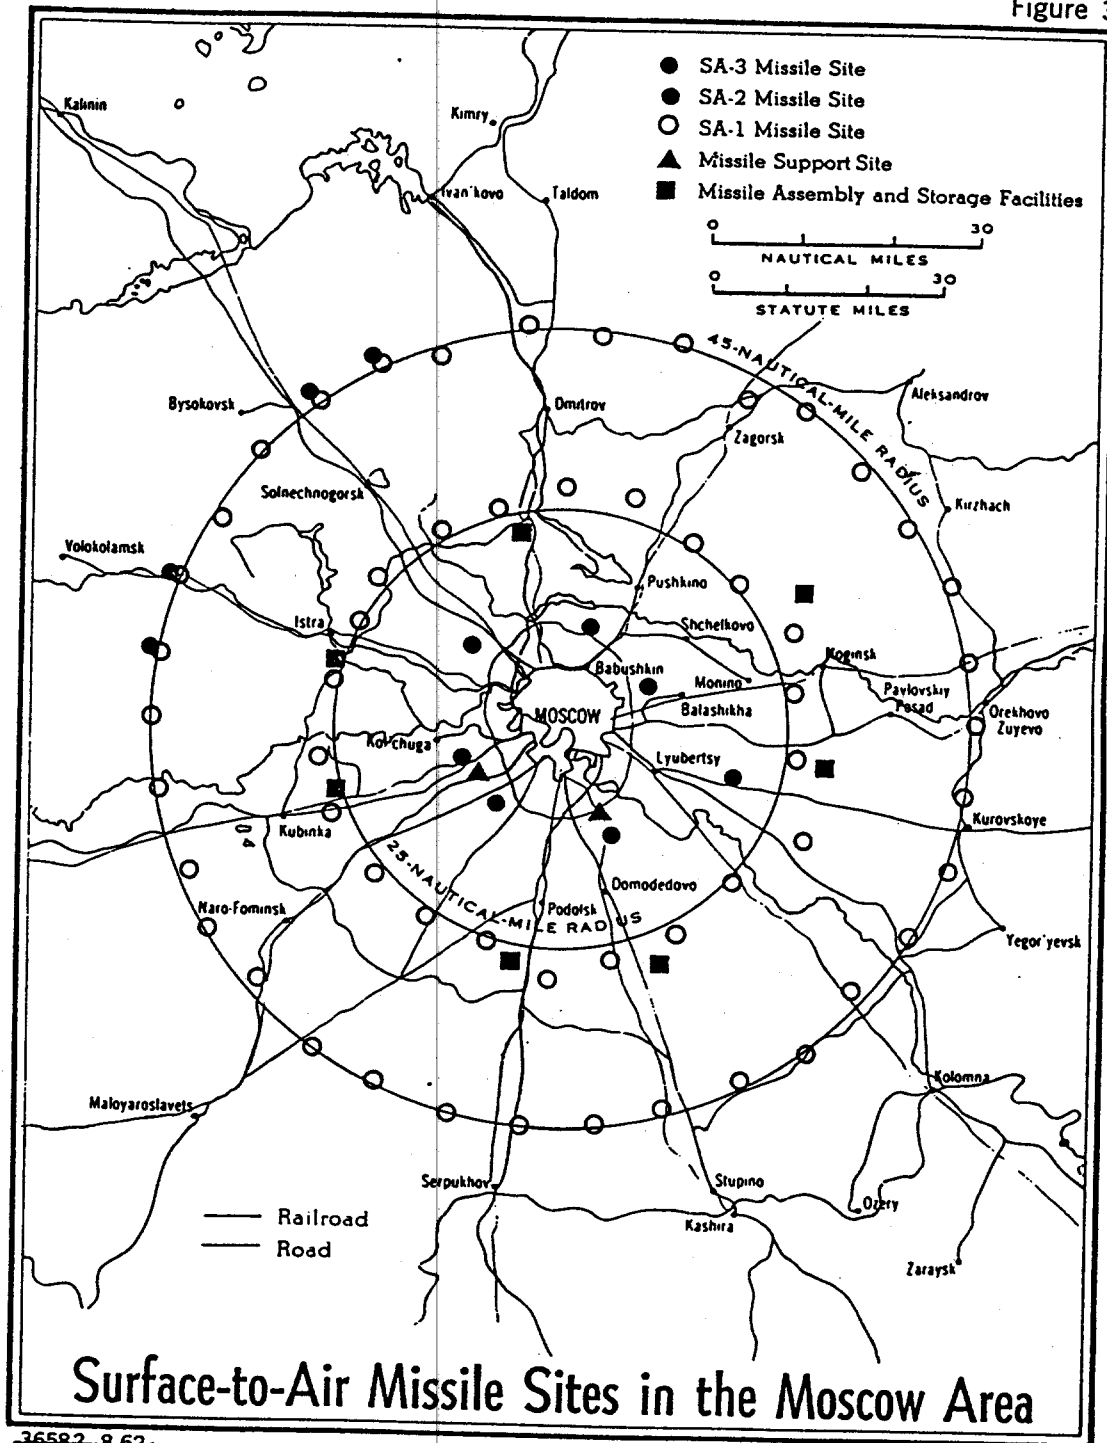 Figure 3
SA-3 Missile Site
SA-2 Missile Site
SA-1 Missile Site
Missile Support Site
Missile Assembly and Storage Facilities
0 30
NAUTICAL MILES
0 30
STATUTE MILES
Kalinin
Kimry
Ivan'kovo
Taldom
45-NAUTICAL-MILE RADIUS
Bysokovsk
Dmitrov
Aleksandrov
Zagorsk
Solnechnogorsk
Kirzhach
Volokolamsk
Pushkino
Istra
Shchelkovo
Babushkin
Noginsk
Monino
Pavlovskiy
Posad
MOSCOW
Balashikha
Orekhovo
Zuyevo
Lyubertsy
Kubinka
Kurovskoye
25-NAUTICAL-MILE RADIUS
Domodedovo
Naro-Fominsk
Podolsk
Yegor'yevsk
Kolomna
Maloyaroslavets
Serpukhov
Stupino
Ozery
Kashira
Railroad
Road
Zaraysk
Surface-to-Air Missile Sites in the Moscow Area
36582 8-62